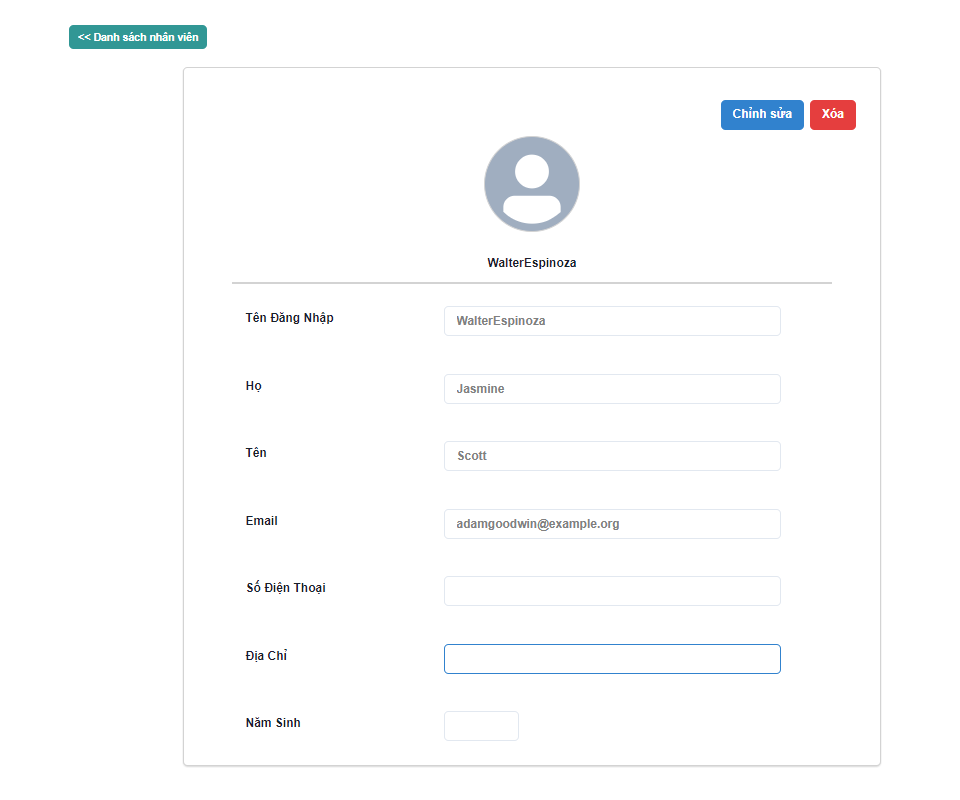 << Danh sách nhân viên
Chỉnh sửa Xóa
WalterEspinoza
Tên Đăng Nhập WalterEspinoza
Họ Jasmine
Tên Scott
Email adamgoodwin@example.org
Số Điện Thoại
Địa Chỉ
Năm Sinh